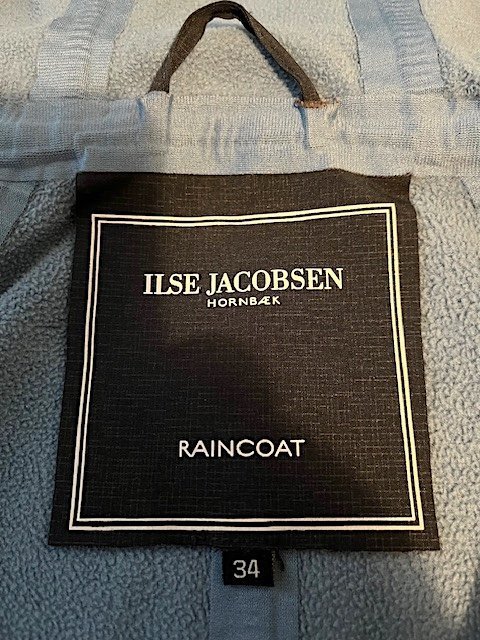 ILSE JACOBSEN
HORNBÆK
RAINCOAT
34